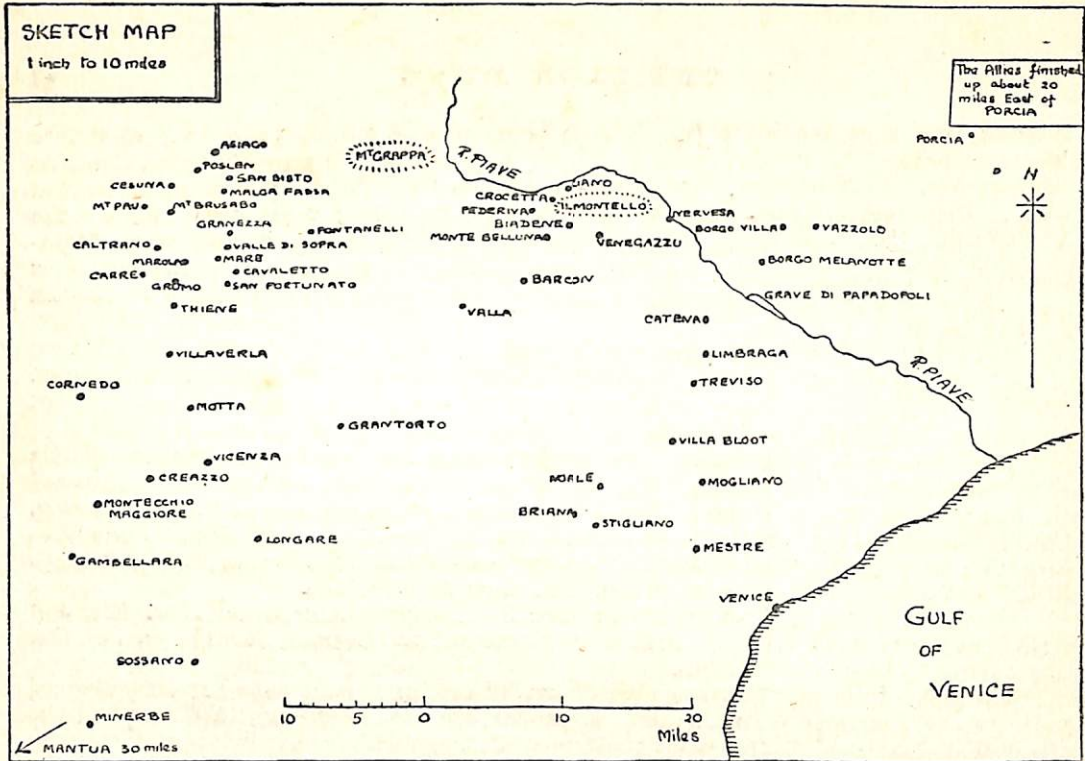 SKETCH MAP
1 inch to 10 miles
The Allies finished
up about 20
miles East of
PORCIA
PORCIA
N
ASIAGO
POSLEN
SAN SISTO
CESUNA
MALGA FASSA
MT PAU
MT BRUSABO
GRANEZZA
FONTANELLI
CALTRANO
VALLE DI SOPRA
MAROLA
MARE
CARRE
CAVALETTO
GROMO
SAN FORTUNATO
THIENE
MT GRAPPA
R. PIAVE
CIANO
CROCETTA
IL MONTELLO
PEDERIVA
BIADENE
MONTE BELLUNA
VENEGAZZU
NERVESA
BORGO VILLA
VAZZOLO
BORGO MELANOTTE
BARCON
GRAVE DI PAPADOPOLI
VALLA
CATENA
VILLAVERLA
LIMBRAGA
CORNEDO
TREVISO
R. PIAVE
MOTTA
GRANTORTO
VILLA BLOOT
VICENZA
CREAZZO
NOALE
MOGLIANO
MONTECCHIO
MAGGIORE
BRIANA
STIGLIANO
LONGARE
MESTRE
GAMBELLARA
VENICE
GULF
OF
VENICE
SOSSANO
10 5 0 10 20
Miles
MINERBE
MANTUA 30 miles